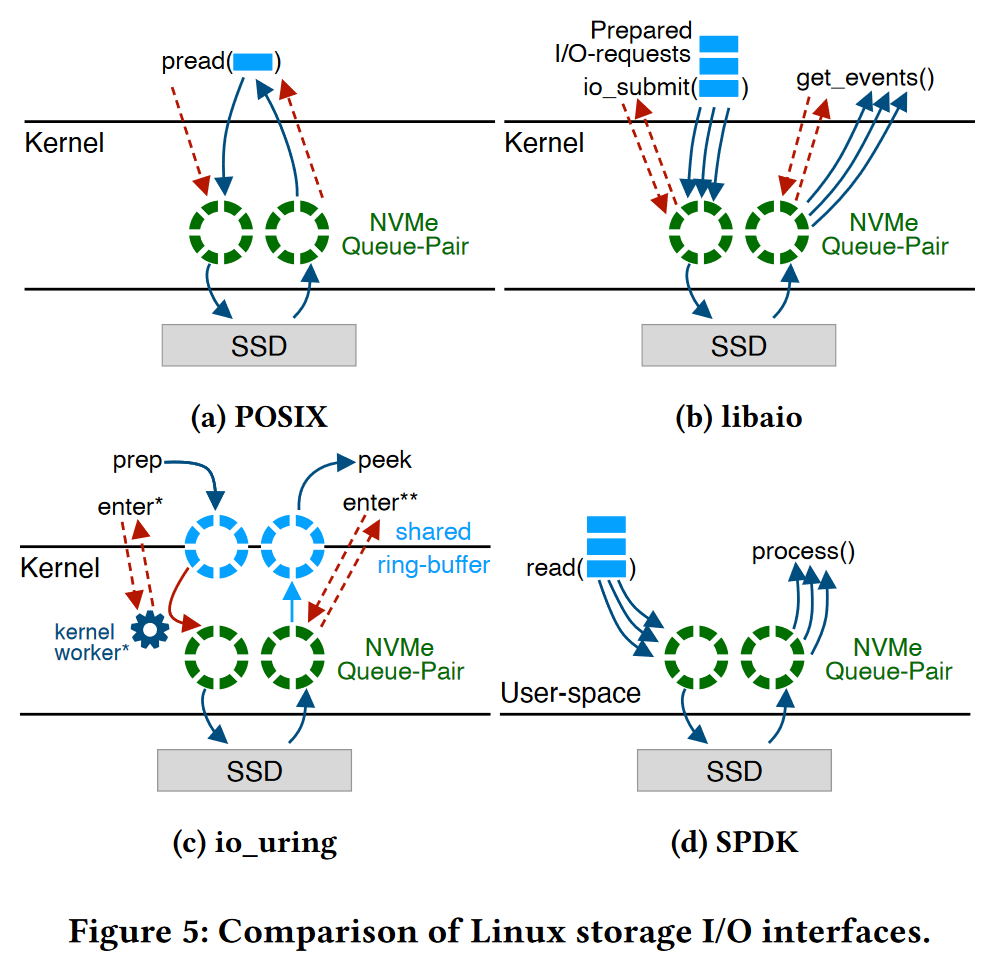 pread( )
Kernel
NVMe
Queue-Pair
SSD
(a) POSIX
Prepared
I/O-requests
io_submit( )
get_events()
Kernel
NVMe
Queue-Pair
SSD
(b) libaio
prep
peek
enter*
enter**
shared
ring-buffer
Kernel
kernel
worker*
NVMe
Queue-Pair
SSD
(c) io_uring
read( )
process()
NVMe
Queue-Pair
User-space
SSD
(d) SPDK
Figure 5: Comparison of Linux storage I/O interfaces.